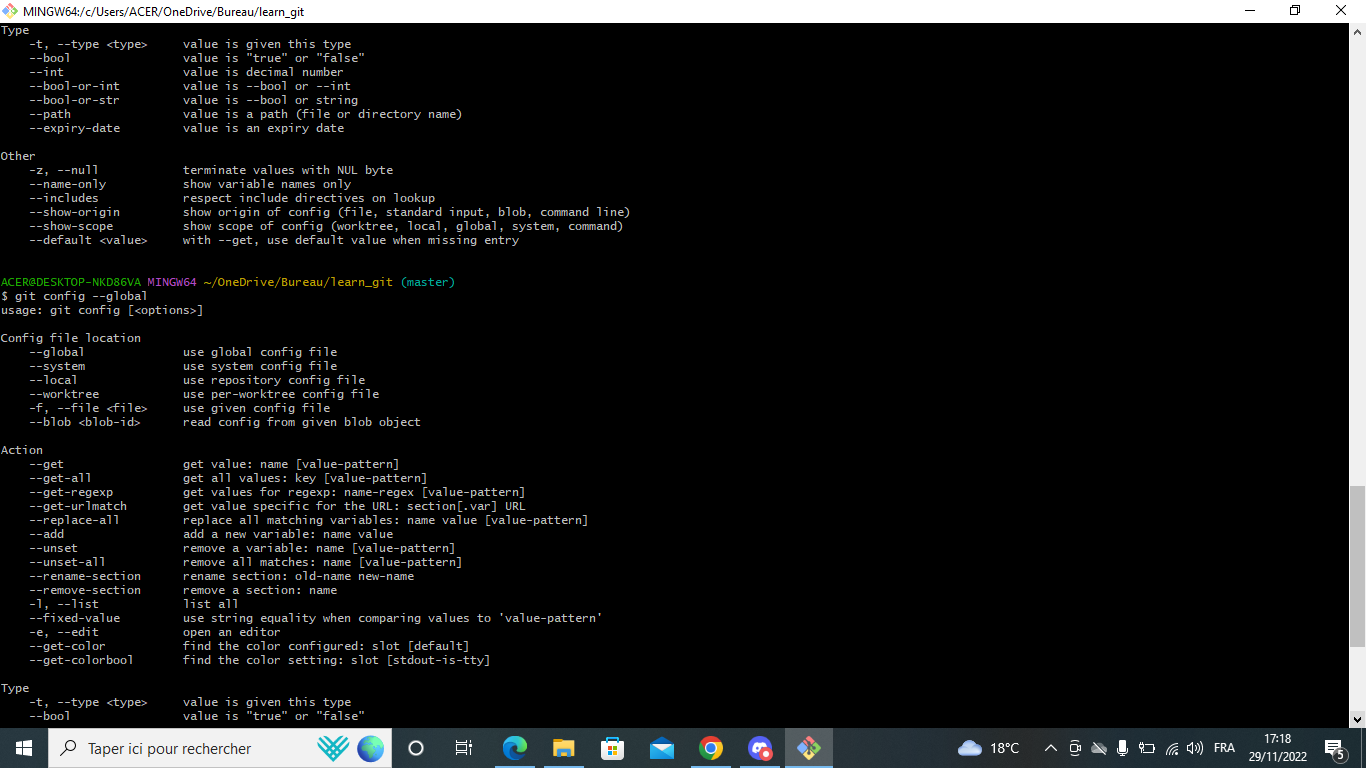 MINGW64:/c/Users/ACER/OneDrive/Bureau/learn_git
Type
    -t, --type <type>     value is given this type
    --bool                value is "true" or "false"
    --int                 value is decimal number
    --bool-or-int         value is --bool or --int
    --bool-or-str         value is --bool or string
    --path                value is a path (file or directory name)
    --expiry-date         value is an expiry date
Other
    -z, --null            terminate values with NUL byte
    --name-only           show variable names only
    --includes            respect include directives on lookup
    --show-origin         show origin of config (file, standard input, blob, command line)
    --show-scope          show scope of config (worktree, local, global, system, command)
    --default <value>     with --get, use default value when missing entry
ACER@DESKTOP-NKD86VA MINGW64 ~/OneDrive/Bureau/learn_git (master)
$ git config --global
usage: git config [<options>]
Config file location
    --global              use global config file
    --system              use system config file
    --local               use repository config file
    --worktree            use per-worktree config file
    -f, --file <file>     use given config file
    --blob <blob-id>      read config from given blob object
Action
    --get                 get value: name [value-pattern]
    --get-all             get all values: key [value-pattern]
    --get-regexp          get values for regexp: name-regex [value-pattern]
    --get-urlmatch        get value specific for the URL: section[.var] URL
    --replace-all         replace all matching variables: name value [value-pattern]
    --add                 add a new variable: name value
    --unset               remove a variable: name [value-pattern]
    --unset-all           remove all matches: name [value-pattern]
    --rename-section      rename section: old-name new-name
    --remove-section      remove a section: name
    -l, --list            list all
    --fixed-value         use string equality when comparing values to 'value-pattern'
    -e, --edit            open an editor
    --get-color           find the color configured: slot [default]
    --get-colorbool       find the color setting: slot [stdout-is-tty]
Type
    -t, --type <type>     value is given this type
    --bool                value is "true" or "false"
Taper ici pour rechercher
18°C
FRA
17:18
29/11/2022
5